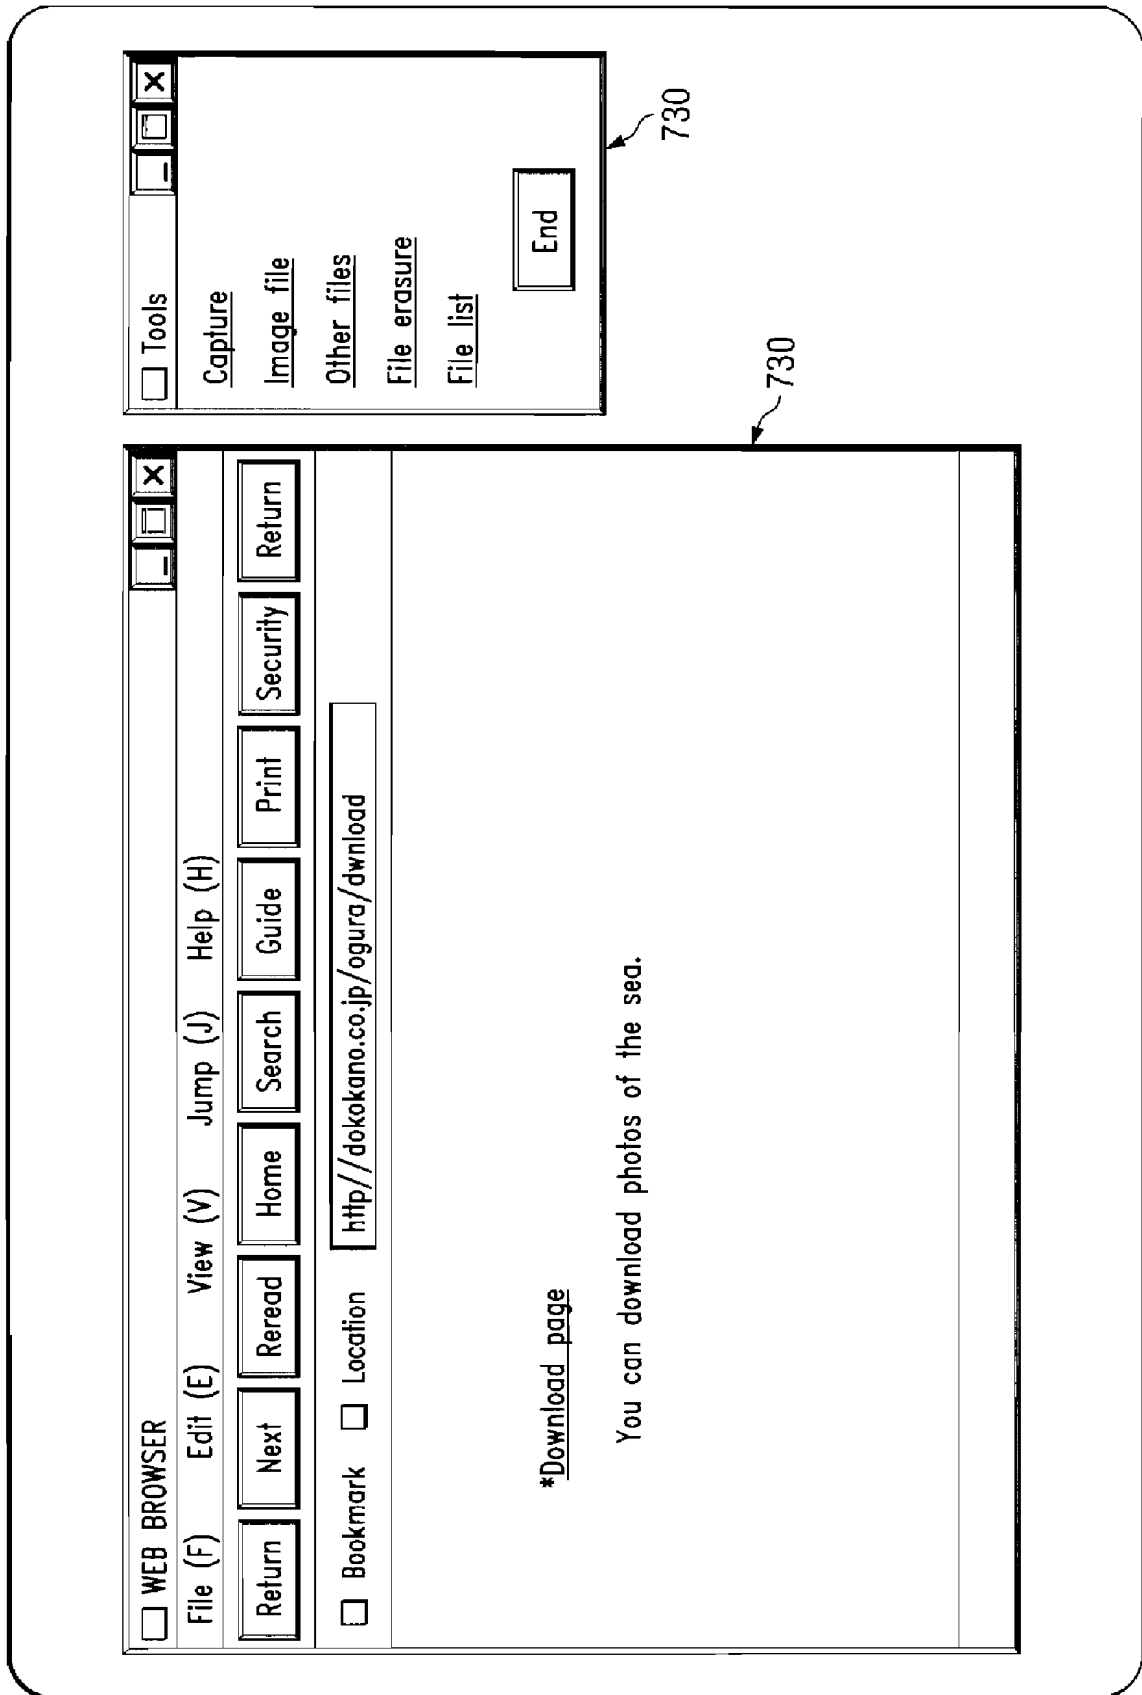 WEB BROWSER
File (F) Edit (E) View (V) Jump (J) Help (H)
Return Next Reread Home Search Guide Print Security Return
Bookmark Location http//dokokano.co.jp/ogura/dwnload
*Download page
You can download photos of the sea.
730
Tools
Capture
Image file
Other files
File erasure
File list
End
730